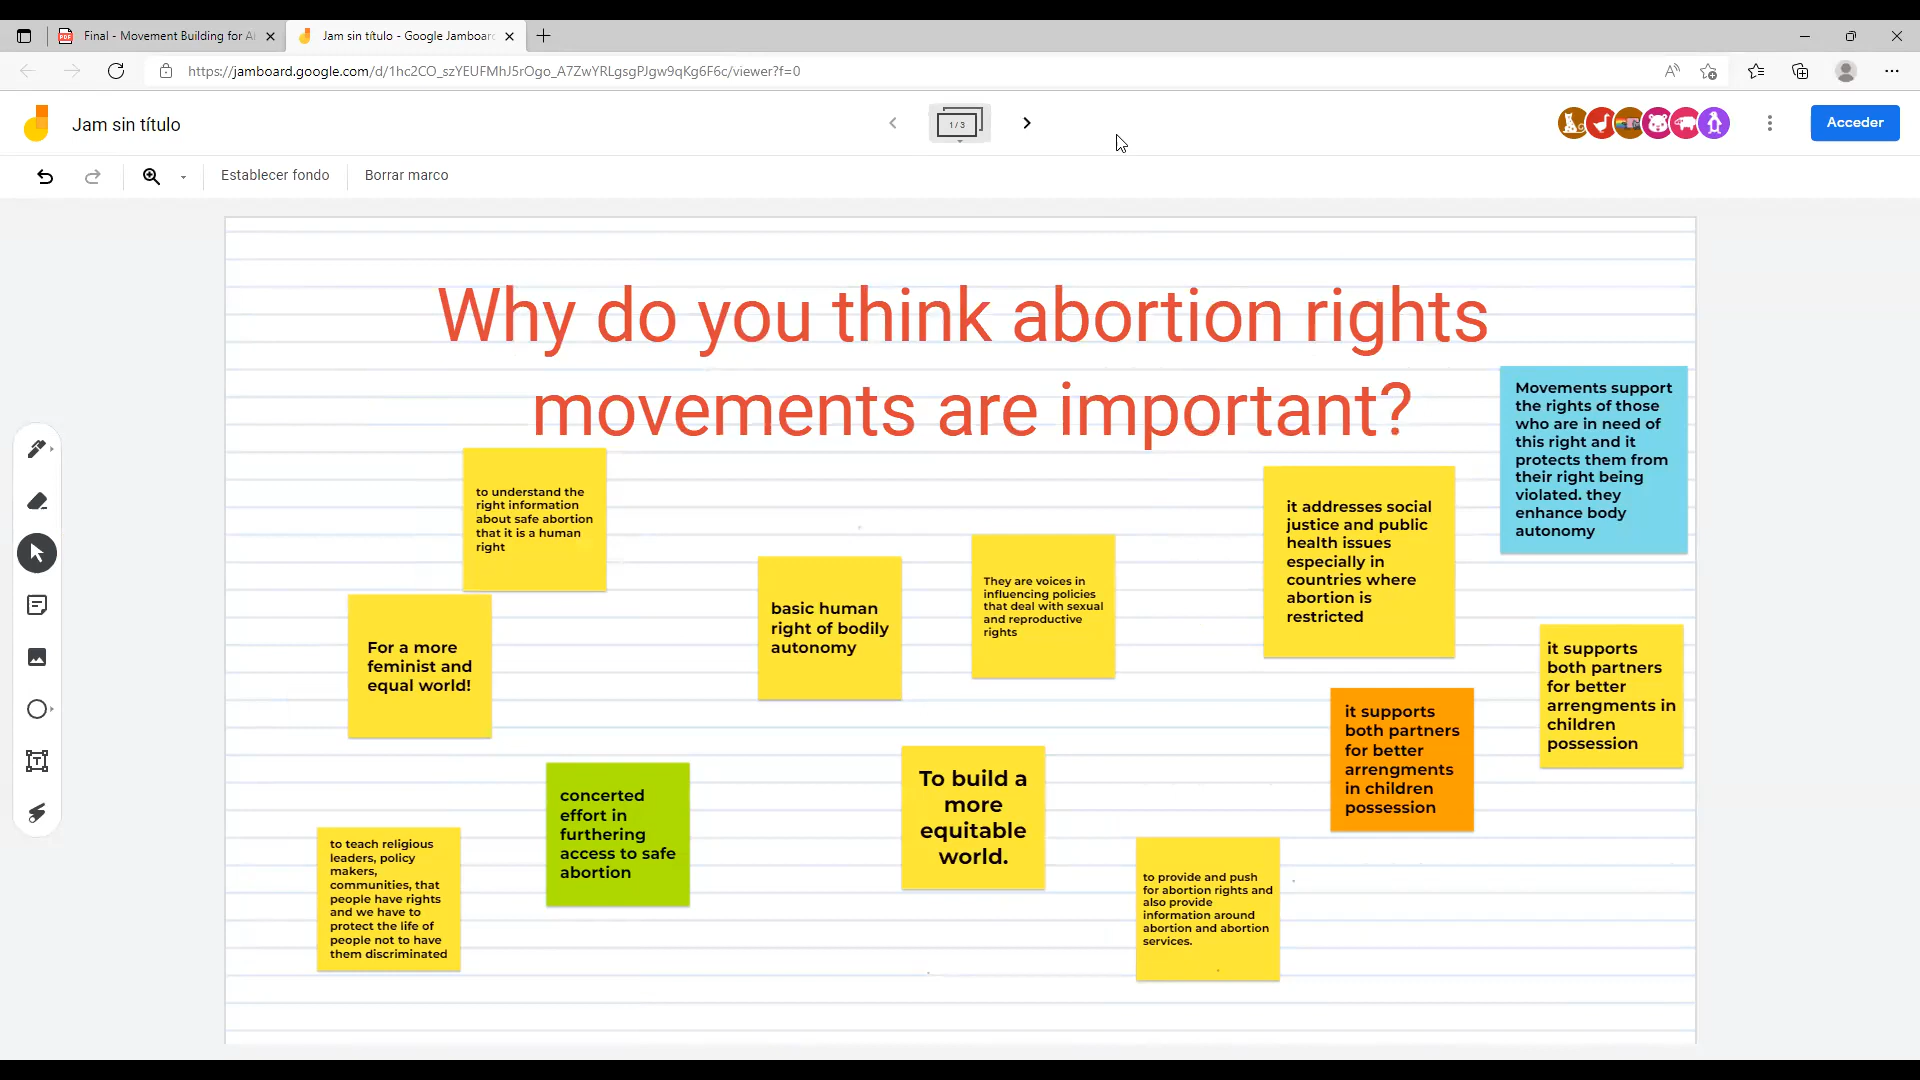 Final - Movement Building for A
Jam sin título - Google Jamboar
https://jamboard.google.com/d/1hc2CO_szYEUFMhJ5rOgo_A7ZwYRLgsgPJgw9qKg6F6c/viewer?f=0
Jam sin título
1 / 3
Acceder
Establecer fondo
Borrar marco
Why do you think abortion rights
movements are important?
Movements support
the rights of those
who are in need of
this right and it
protects them from
their right being
violated. they
enhance body
autonomy
to understand the
right information
about safe abortion
that it is a human
right
it addresses social
justice and public
health issues
especially in
countries where
abortion is
restricted
They are voices in
influencing policies
that deal with sexual
and reproductive
rights
basic human
right of bodily
autonomy
For a more
feminist and
equal world!
it supports
both partners
for better
arrengments in
children
possession
it supports
both partners
for better
arrengments
in children
possession
To build a
more
equitable
world.
concerted
effort in
furthering
access to safe
abortion
to teach religious
leaders, policy
makers,
communities, that
people have rights
and we have to
protect the life of
people not to have
them discriminated
to provide and push
for abortion rights and
also provide
information around
abortion and abortion
services.